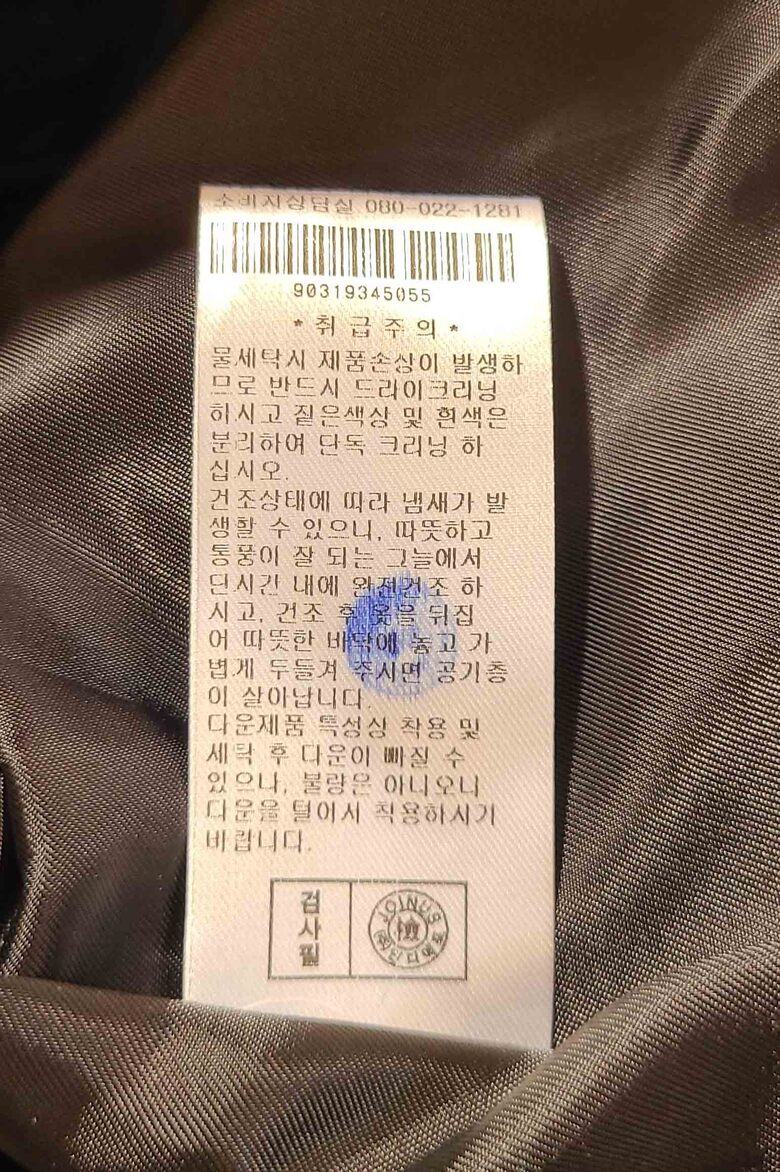 소비자상담실 080-022-1281
90319345055
*취급주의*
물세탁시 제품손상이 발생하
므로 반드시 드라이크리닝
하시고 짙은색상 및 흰색은
분리하여 단독 크리닝 하
십시오.
건조상태에 따라 냄새가 발
생할 수 있으니, 따뜻하고
통풍이 잘 되는 그늘에서
단시간 내에 완전건조 하
시고, 건조 후 옷을 뒤집
어 따뜻한 바닥에 놓고 가
볍게 두들겨 주시면 공기층
이 살아납니다.
다운제품 특성상 착용 및
세탁 후 다운이 빠질 수
있으나, 불량은 아니오니
다운을 털어서 착용하시기
바랍니다.
검사필
JOINUS
檢